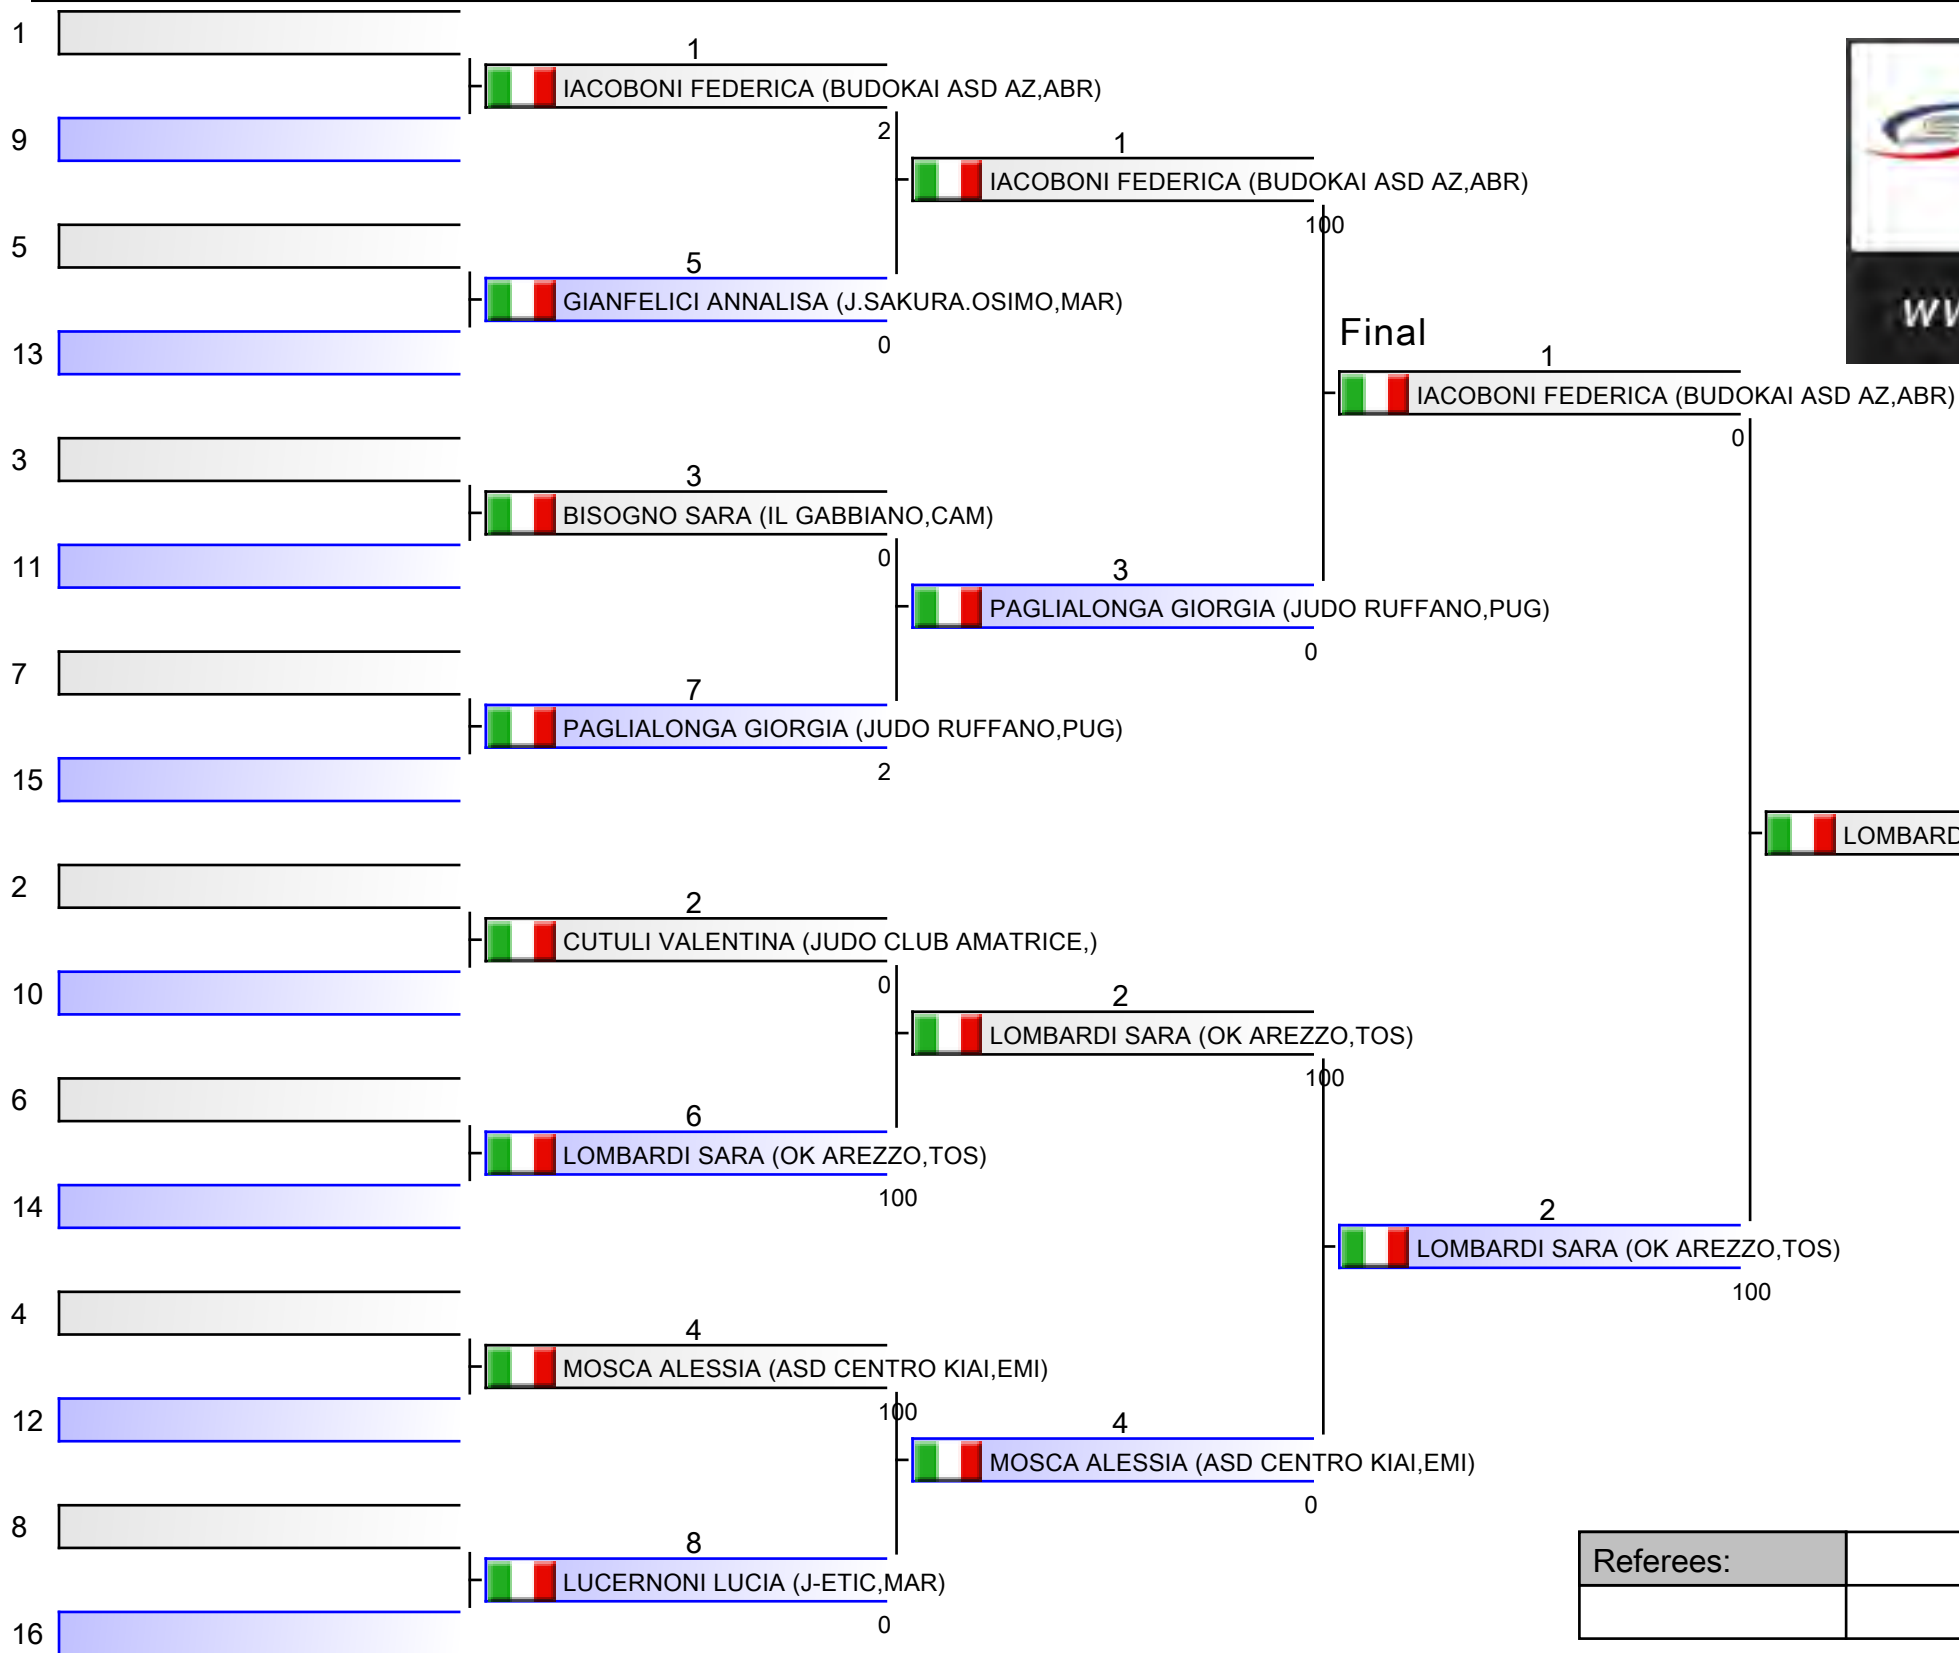 1
1
IACOBONI FEDERICA (BUDOKAI ASD AZ,ABR)
2
9
1
IACOBONI FEDERICA (BUDOKAI ASD AZ,ABR)
100
5
5
GIANFELICI ANNALISA (J.SAKURA.OSIMO,MAR)
0
13
Final
1
IACOBONI FEDERICA (BUDOKAI ASD AZ,ABR)
0
3
3
BISOGNO SARA (IL GABBIANO,CAM)
0
11
3
PAGLIALONGA GIORGIA (JUDO RUFFANO,PUG)
0
7
7
PAGLIALONGA GIORGIA (JUDO RUFFANO,PUG)
2
15
LOMBARD
2
2
CUTULI VALENTINA (JUDO CLUB AMATRICE,)
0
10
2
LOMBARDI SARA (OK AREZZO,TOS)
100
6
6
LOMBARDI SARA (OK AREZZO,TOS)
100
14
2
LOMBARDI SARA (OK AREZZO,TOS)
100
4
4
MOSCA ALESSIA (ASD CENTRO KIAI,EMI)
100
12
4
MOSCA ALESSIA (ASD CENTRO KIAI,EMI)
0
8
8
LUCERNONI LUCIA (J-ETIC,MAR)
0
16
Referees: